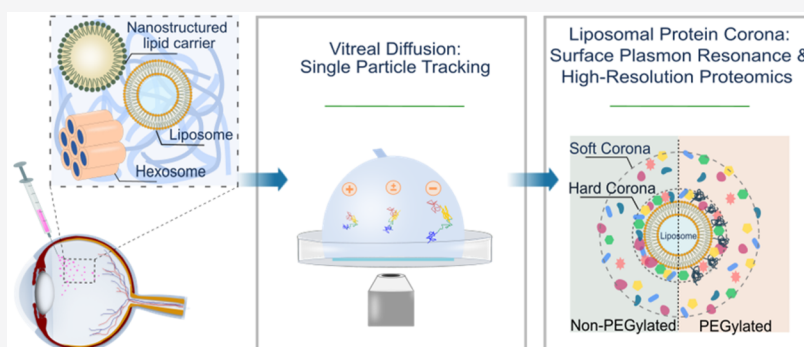 Nanostructured
lipid carrier
Liposome
Hexosome
Vitreal Diffusion:
Single Particle Tracking
+
±
−
Liposomal Protein Corona:
Surface Plasmon Resonance &
High-Resolution Proteomics
Soft Corona
Hard Corona
Liposome
Non-PEGylated
PEGylated